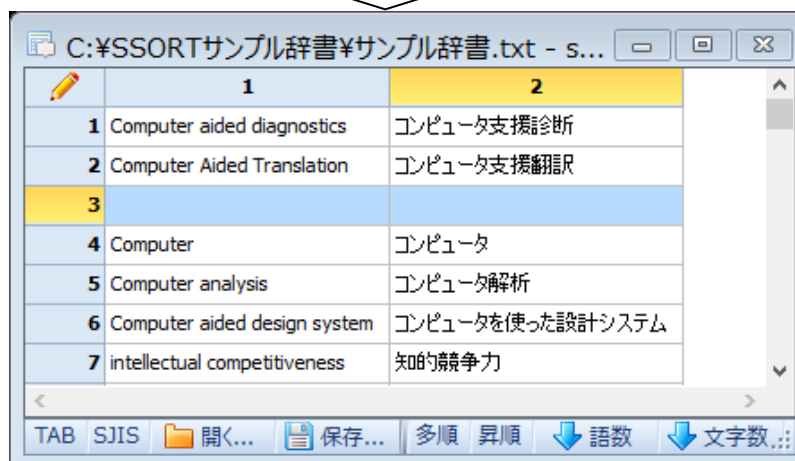 C:¥SSORTサンプル辞書¥サンプル辞書.txt - s...
1 2
1 Computer aided diagnostics コンピュータ支援診断
2 Computer Aided Translation コンピュータ支援翻訳
3
4 Computer コンピュータ
5 Computer analysis コンピュータ解析
6 Computer aided design system コンピュータを使った設計システム
7 intellectual competitiveness 知的競争力
TAB SJIS 開く... 保存... 多順 昇順 語数 文字数